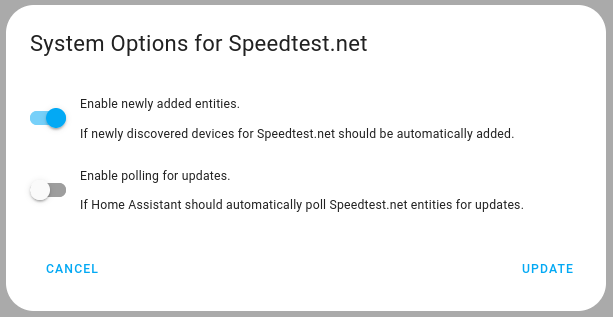 System Options for Speedtest.net
Enable newly added entities.
If newly discovered devices for Speedtest.net should be automatically added.
Enable polling for updates.
If Home Assistant should automatically poll Speedtest.net entities for updates.
CANCEL
UPDATE